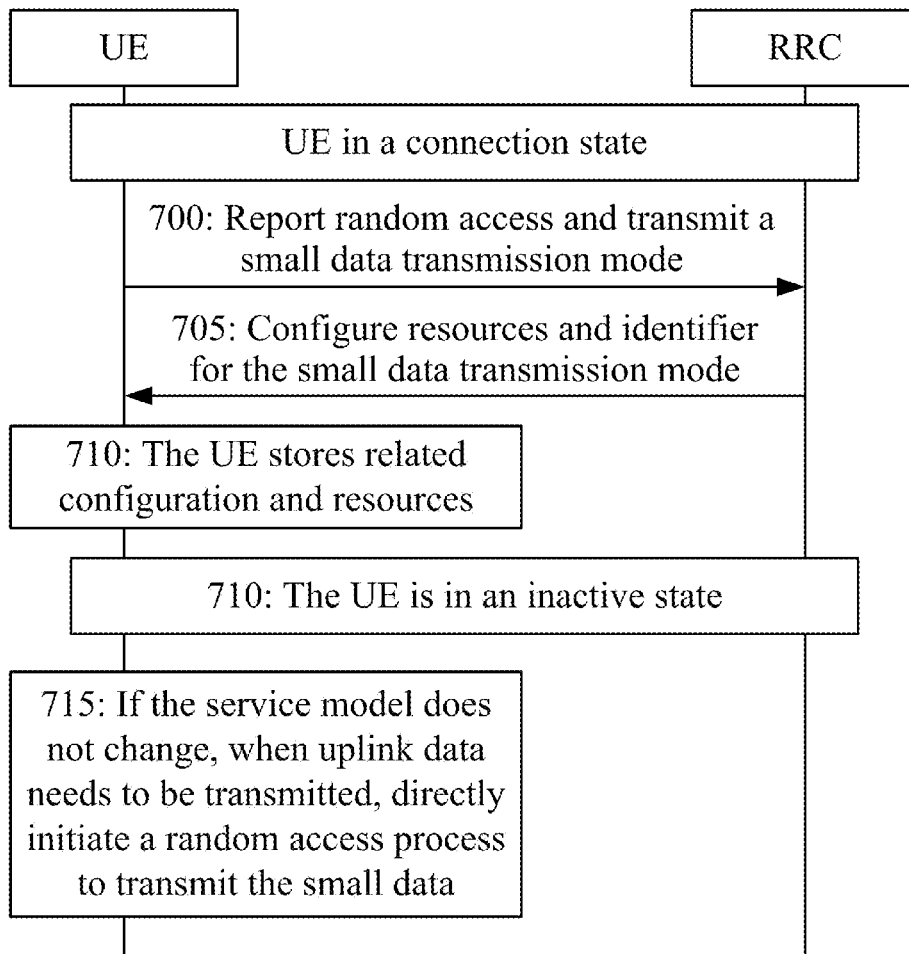 UE
RRC
UE in a connection state
700: Report random access and transmit a
small data transmission mode
705: Configure resources and identifier
for the small data transmission mode
710: The UE stores related
configuration and resources
710: The UE is in an inactive state
715: If the service model does
not change, when uplink data
needs to be transmitted, directly
initiate a random access process
to transmit the small data